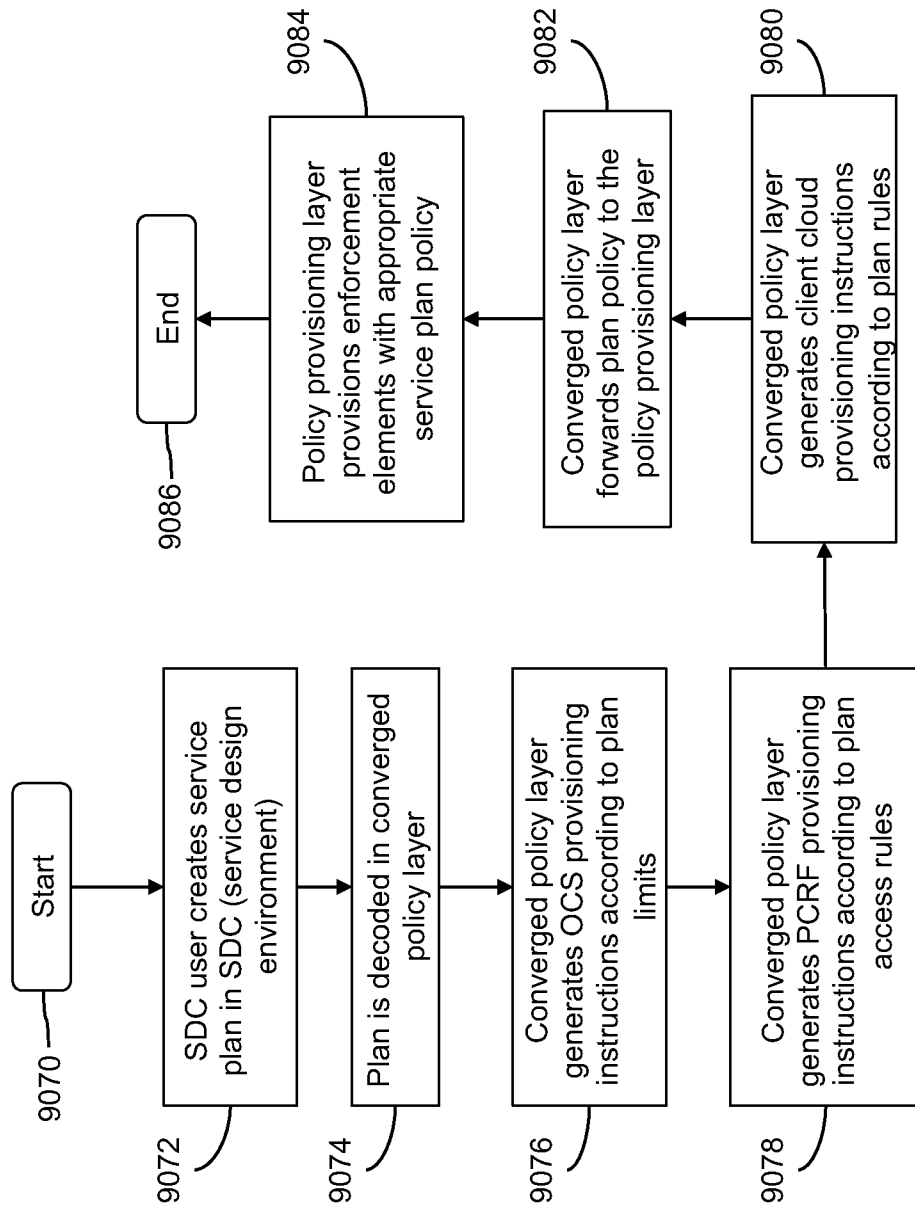 Start
9070
SDC user creates service
plan in SDC (service design
environment)
9072
Plan is decoded in converged
policy layer
9074
Converged policy layer
generates OCS provisioning
instructions according to plan
limits
9076
Converged policy layer
generates PCRF provisioning
instructions according to plan
access rules
9078
Converged policy layer
generates client cloud
provisioning instructions
according to plan rules
9080
Converged policy layer
forwards plan policy to the
policy provisioning layer
9082
Policy provisioning layer
provisions enforcement
elements with appropriate
service plan policy
9084
End
9086